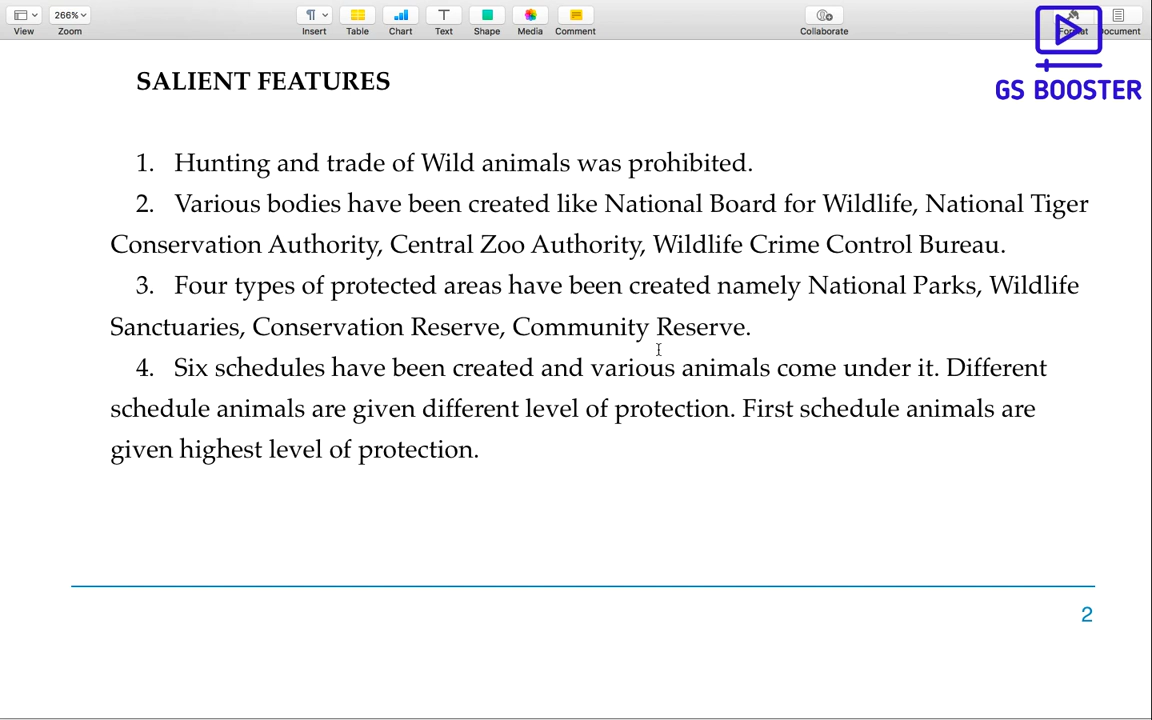 266%
View
Zoom
Insert
Table
Chart
Text
Shape
Media
Comment
Collaborate
Format
Document
GS BOOSTER
SALIENT FEATURES
1. Hunting and trade of Wild animals was prohibited.
2. Various bodies have been created like National Board for Wildlife, National Tiger
Conservation Authority, Central Zoo Authority, Wildlife Crime Control Bureau.
3. Four types of protected areas have been created namely National Parks, Wildlife
Sanctuaries, Conservation Reserve, Community Reserve.
4. Six schedules have been created and various animals come under it. Different
schedule animals are given different level of protection. First schedule animals are
given highest level of protection.
2